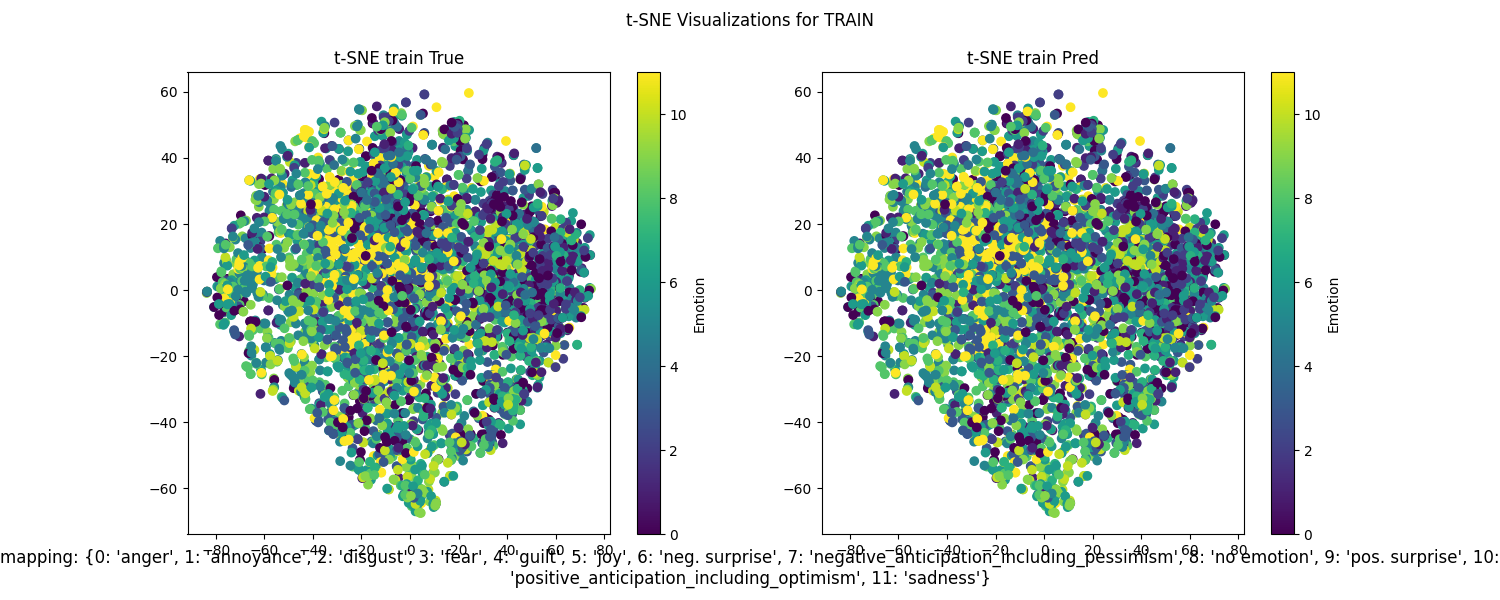 t-SNE Visualizations for TRAIN
t-SNE train True
t-SNE train Pred
60
40
20
0
−20
−40
−60
−80 −60 −40 −20 0 20 40 60 80
10
8
6
4
2
0
Emotion
60
40
20
0
−20
−40
−60
−80 −60 −40 −20 0 20 40 60 80
10
8
6
4
2
0
Emotion
mapping: {0: 'anger', 1: 'annoyance', 2: 'disgust', 3: 'fear', 4: 'guilt', 5: 'joy', 6: 'neg. surprise', 7: 'negative_anticipation_including_pessimism', 8: 'no emotion', 9: 'pos. surprise', 10:
'positive_anticipation_including_optimism', 11: 'sadness'}